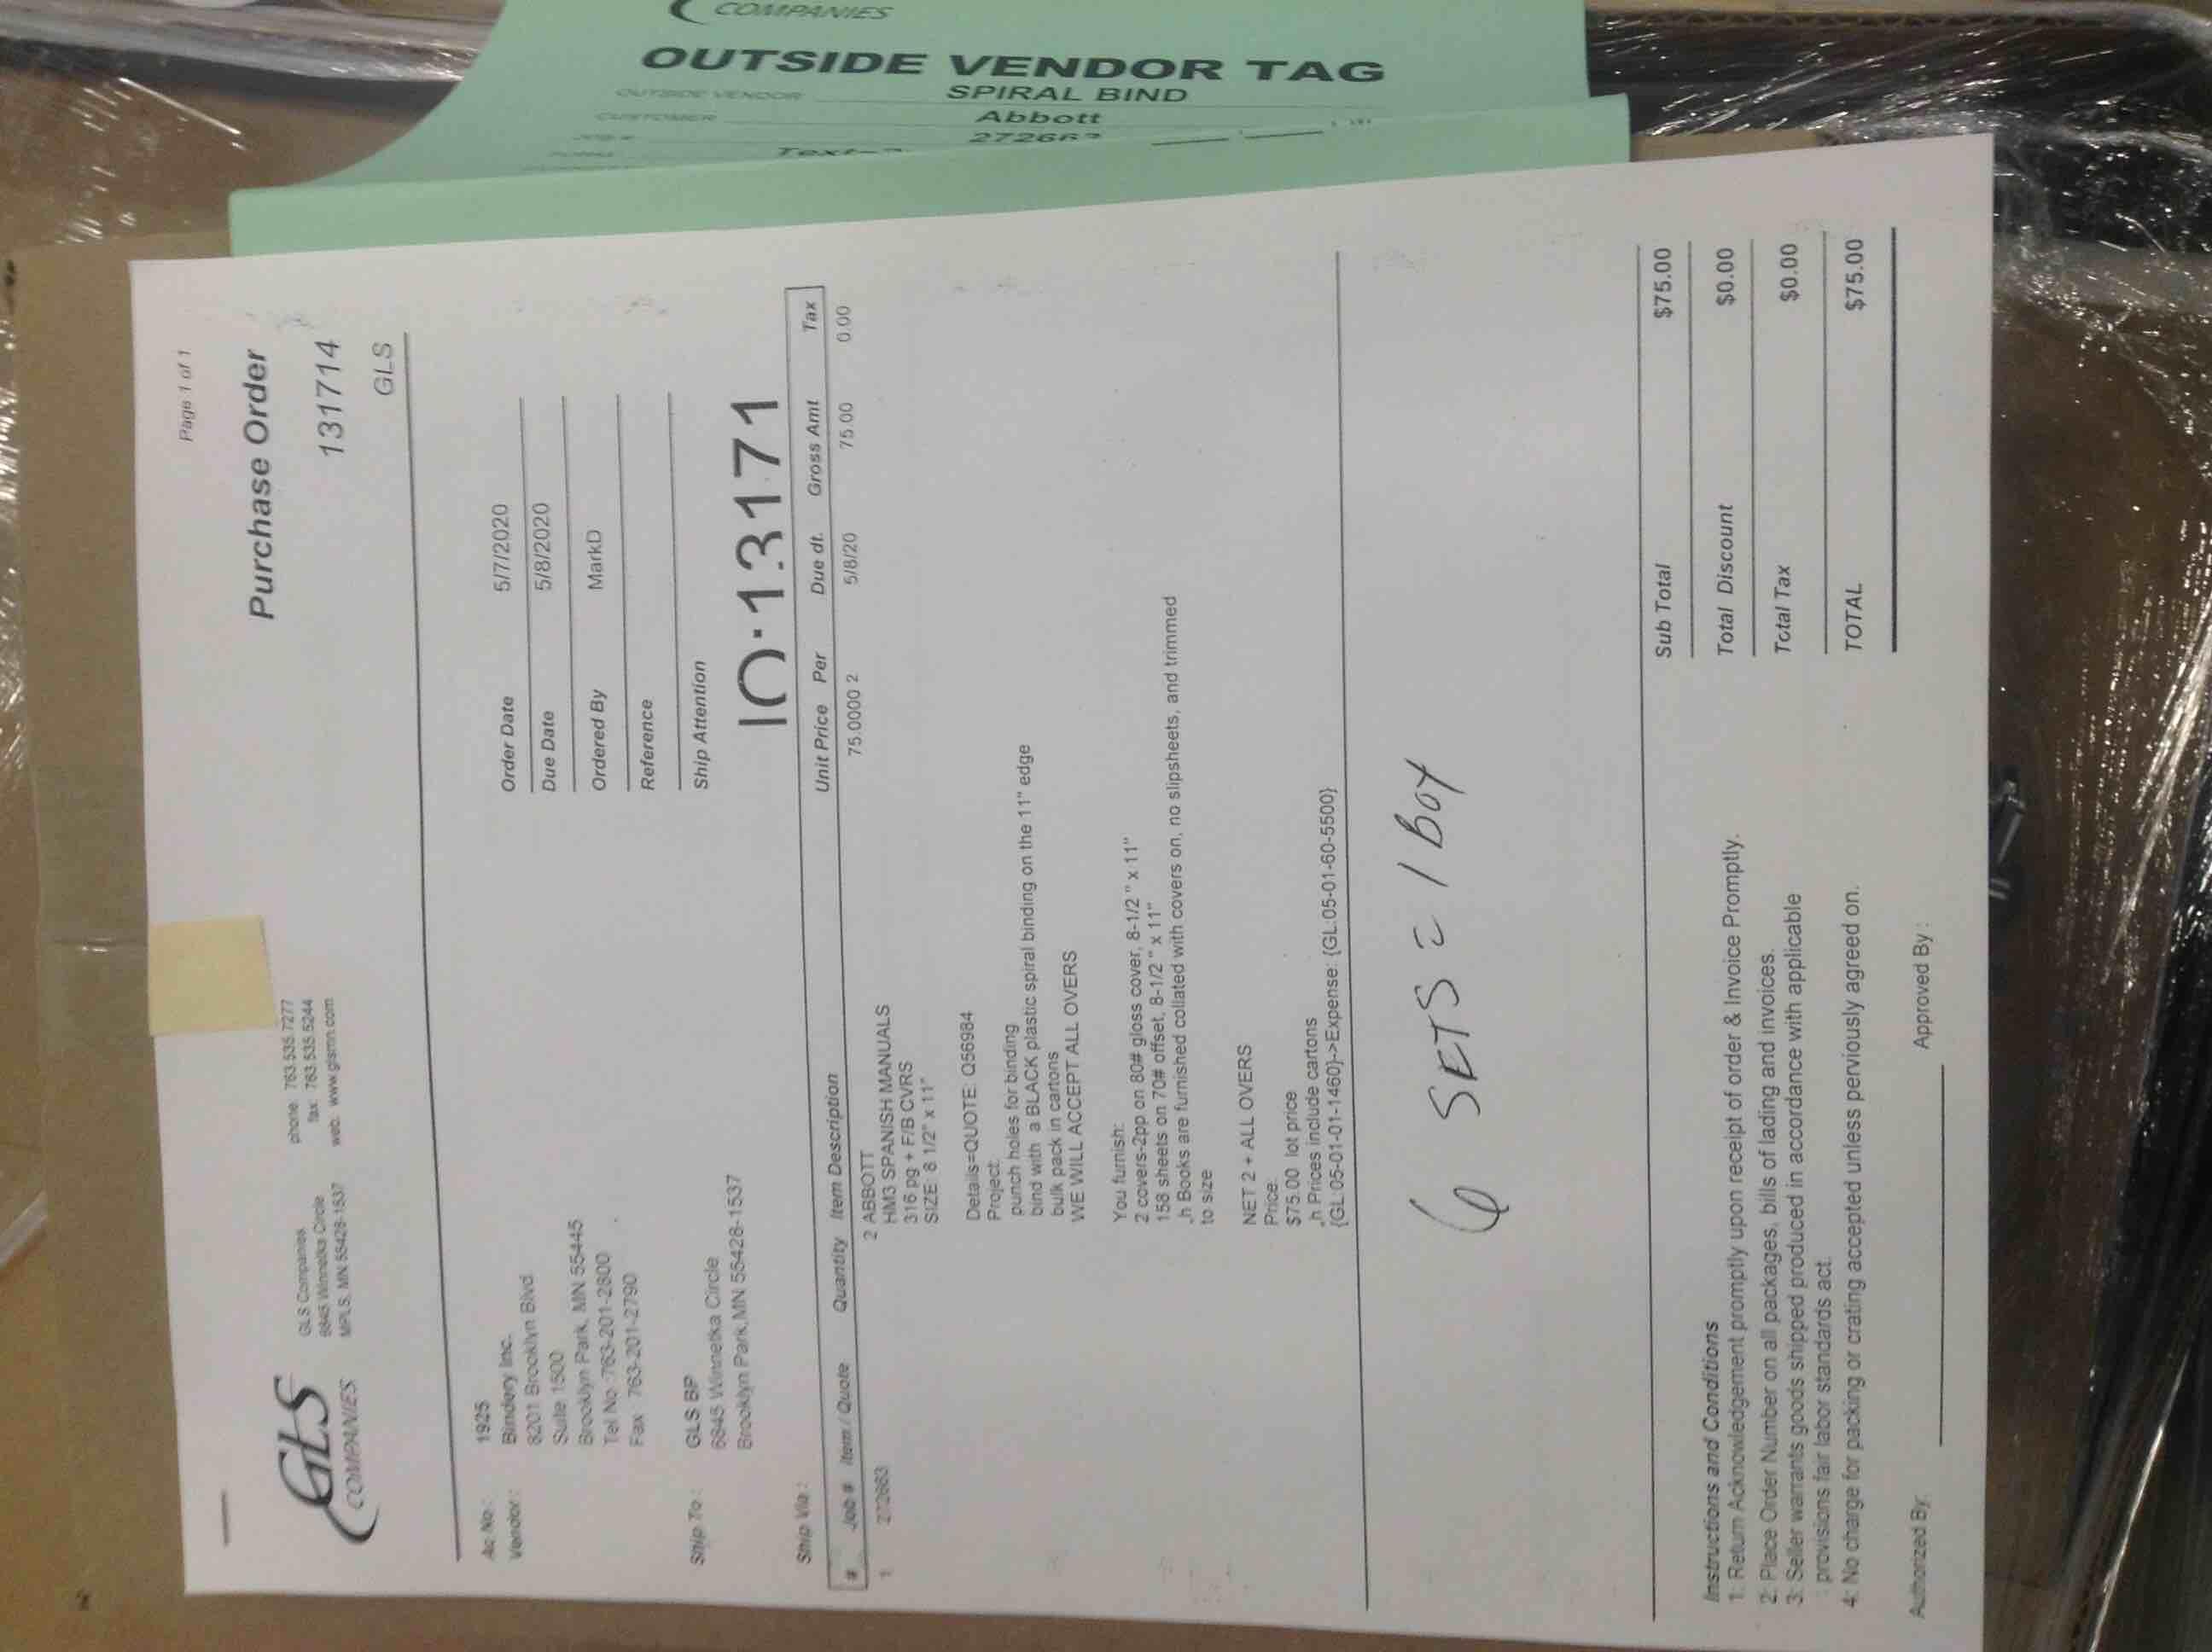 COMPANIES
OUTSIDE VENDOR TAG
OUTSIDE VENDOR SPIRAL BIND
CUSTOMER Abbott
Page 1 of 1
GLS
COMPANIES
GLS Companies
6845 Winnetka Circle
MPLS, MN 55428-1537
phone: 763.535.7277
fax: 763.535.5244
web: www.glsmn.com
Purchase Order
131714
GLS
Ac No.: 1925
Vendor: Bindery Inc.
8201 Brooklyn Blvd
Suite 1500
Brooklyn Park, MN 55445
Tel No: 763-201-2800
Fax: 763-201-2790
Order Date 5/7/2020
Due Date 5/8/2020
Ordered By MarkD
Reference
Ship Attention
Ship To: GLS BP
6845 Winnetka Circle
Brooklyn Park, MN 55428-1537
10.13171
Ship Via:
# Job # Item / Quote Quantity Item Description Unit Price Per Due dt. Gross Amt Tax
1 272663 2 ABBOTT 75.0000 2 5/8/20 75.00 0.00
HM3 SPANISH MANUALS
316 pg + F/B CVRS
SIZE: 8 1/2" x 11"
Details=QUOTE: Q56984
Project:
punch holes for binding
bind with a BLACK plastic spiral binding on the 11" edge
bulk pack in cartons
WE WILL ACCEPT ALL OVERS
You furnish:
2 covers-2pp on 80# gloss cover, 8-1/2 " x 11"
158 sheets on 70# offset, 8-1/2 " x 11"
,h Books are furnished collated with covers on, no slipsheets, and trimmed
to size
NET 2 + ALL OVERS
Price:
$75.00 lot price
,h Prices include cartons
{GL:05-01-01-1460}->Expense: {GL:05-01-60-5500}
6 SETS = 1 Box
Sub Total $75.00
Total Discount $0.00
Total Tax $0.00
TOTAL $75.00
Instructions and Conditions
1: Return Acknowledgement promptly upon receipt of order & Invoice Promptly.
2: Place Order Number on all packages, bills of lading and invoices.
3: Seller warrants goods shipped produced in accordance with applicable
provisions fair labor standards act.
4: No charge for packing or crating accepted unless perviously agreed on.
Authorized By: Approved By: